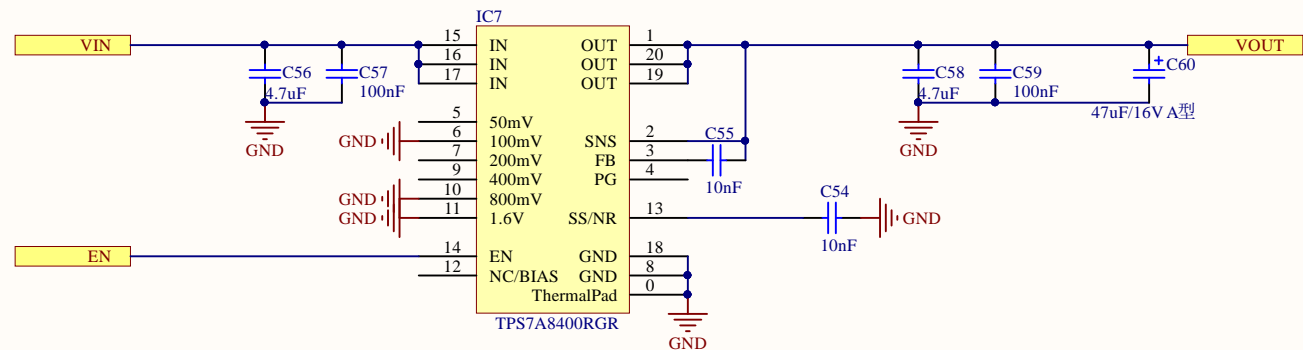 IC7
VIN
15 IN OUT 1
VOUT
16 IN OUT 20
17 IN OUT 19
C56
4.7uF
C57
100nF
C58
4.7uF
C59
100nF
+ C60
47uF/16V A型
GND
GND
5 50mV
GND 6 100mV SNS 2
7 200mV FB 3
9 400mV PG 4
C55
10nF
GND 10 800mV
GND 11 1.6V SS/NR 13
C54
10nF
GND
EN
14 EN GND 18
12 NC/BIAS GND 8
ThermalPad 0
TPS7A8400RGR
GND